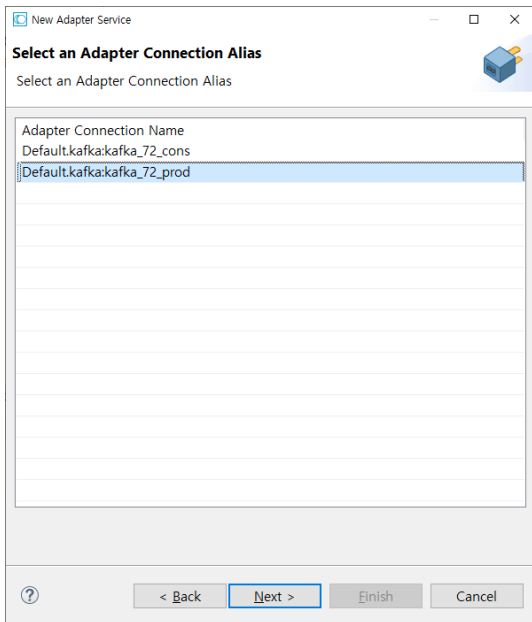 New Adapter Service
Select an Adapter Connection Alias
Select an Adapter Connection Alias
Adapter Connection Name
Default.kafka:kafka_72_cons
Default.kafka:kafka_72_prod
?
< Back
Next >
Finish
Cancel